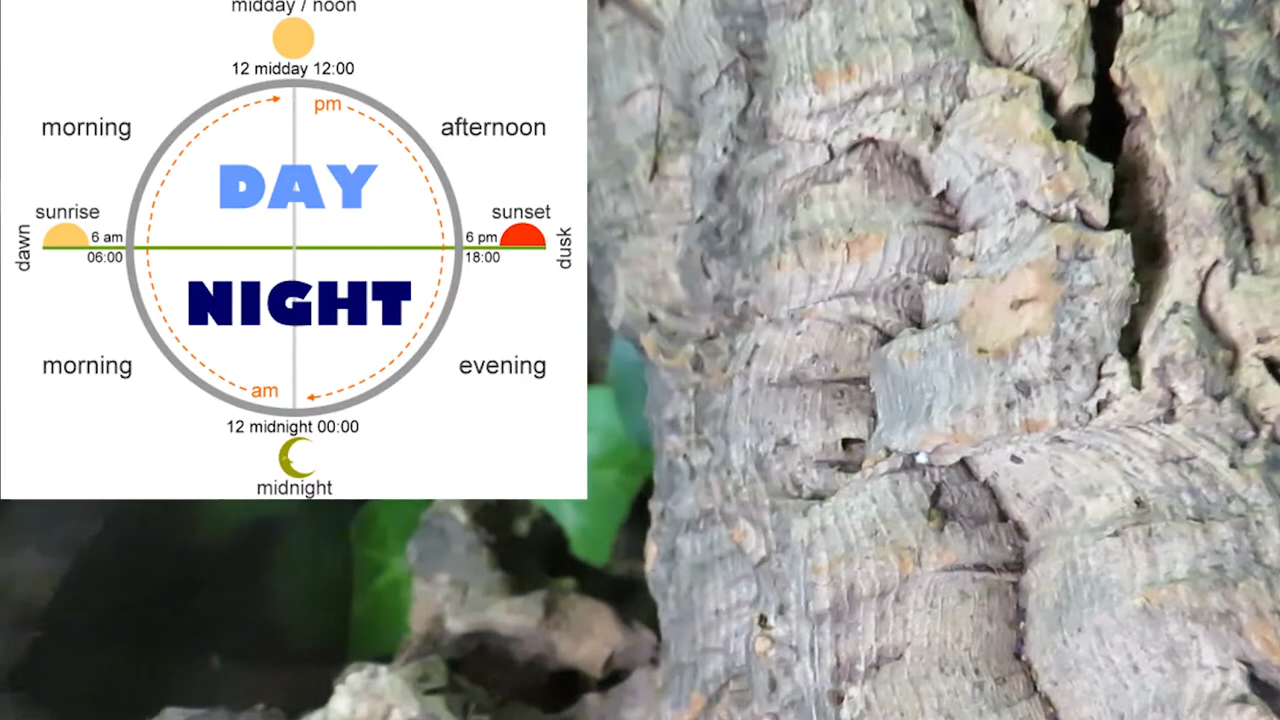 midday / noon
12 midday 12:00
pm
morning
afternoon
DAY
sunrise
sunset
dawn
6 am
6 pm
dusk
06:00
18:00
NIGHT
morning
evening
am
12 midnight 00:00
midnight